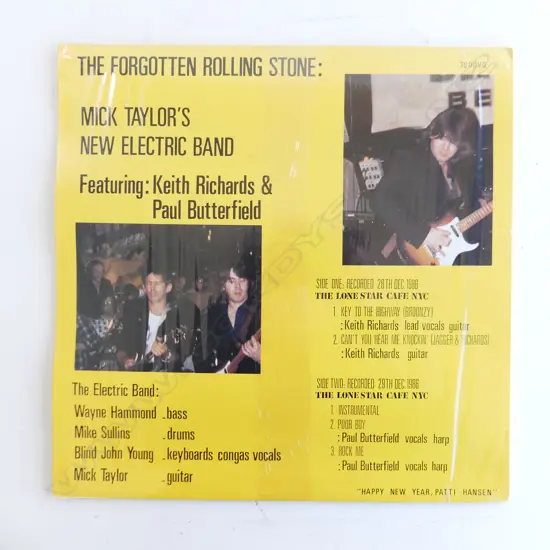 THE FORGOTTEN ROLLING STONE:
MICK TAYLOR'S
NEW ELECTRIC BAND
Featuring: Keith Richards &
Paul Butterfield
SIDE ONE: RECORDED 28TH DEC 1986
THE LONE STAR CAFE NYC
1 KEY TO THE HIGHWAY (BROONZY)
: Keith Richards lead vocals guitar
2. CAN'T YOU HEAR ME KNOCKIN' (JAGGER & RICHARDS)
: Keith Richards guitar
SIDE TWO: RECORDED 28TH DEC 1986
THE LONE STAR CAFE NYC
1. INSTRUMENTAL
2. POOR BOY
: Paul Butterfield vocals harp
3. ROCK ME
: Paul Butterfield vocals harp
The Electric Band:
Wayne Hammond . bass
Mike Sullins . drums
Blind John Young . keyboards congas vocals
Mick Taylor . guitar
"HAPPY NEW YEAR, PATTI HANSEN"